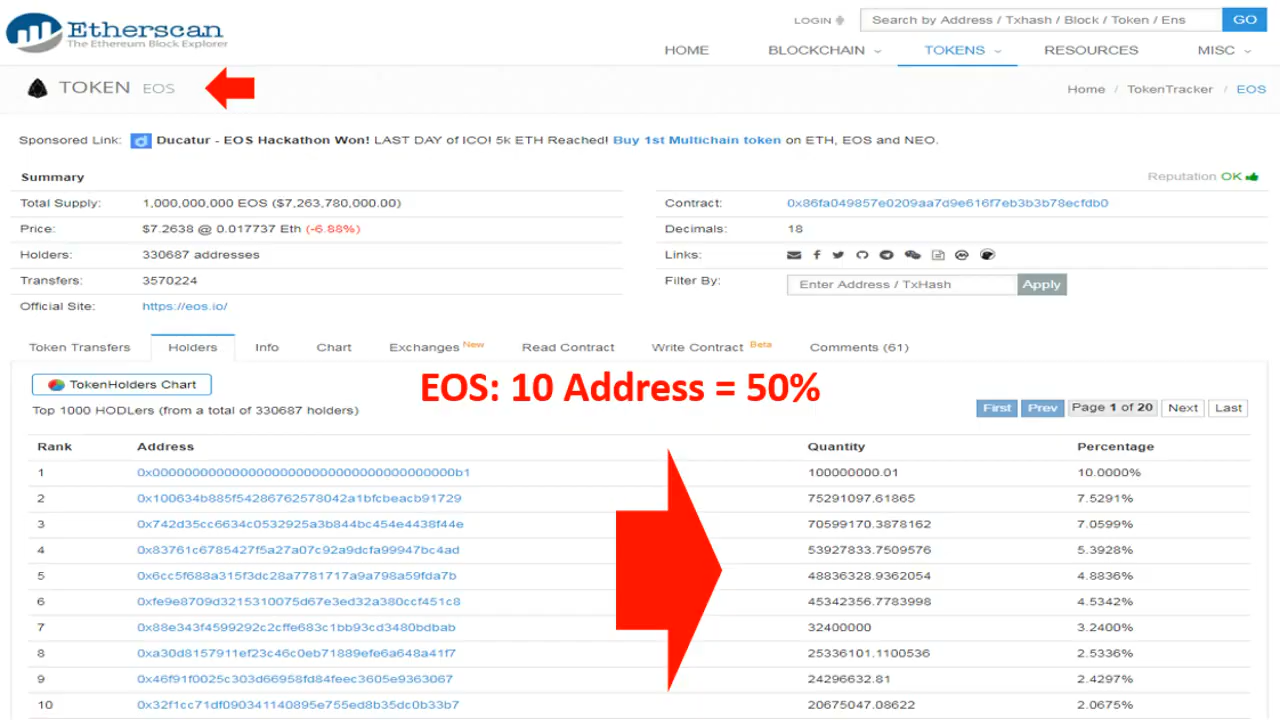 Etherscan
The Ethereum Block Explorer
LOGIN
Search by Address / Txhash / Block / Token / Ens
GO
HOME BLOCKCHAIN TOKENS RESOURCES MISC
TOKEN EOS
Home / TokenTracker / EOS
Sponsored Link: Ducatur - EOS Hackathon Won! LAST DAY of ICO! 5k ETH Reached! Buy 1st Multichain token on ETH, EOS and NEO.
Summary
Reputation OK
Total Supply: 1,000,000,000 EOS ($7,263,780,000.00)
Contract: 0x86fa049857e0209aa7d9e616f7eb3b3b78ecfdb0
Price: $7.2638 @ 0.017737 Eth (-6.88%)
Decimals: 18
Holders: 330687 addresses
Links:
Transfers: 3570224
Filter By: Enter Address / TxHash Apply
Official Site: https://eos.io/
Token Transfers Holders Info Chart Exchanges New Read Contract Write Contract Beta Comments (61)
TokenHolders Chart
EOS: 10 Address = 50%
Top 1000 HODLers (from a total of 330687 holders)
First Prev Page 1 of 20 Next Last
Rank Address Quantity Percentage
1 0x00000000000000000000000000000000000000b1 100000000.01 10.0000%
2 0x100634b885f54286762578042a1bfcbeacb91729 75291097.61865 7.5291%
3 0x742d35cc6634c0532925a3b844bc454e4438f44e 70599170.3878162 7.0599%
4 0x83761c6785427f5a27a07c92a9dcfa99947bc4ad 53927833.7509576 5.3928%
5 0x6cc5f688a315f3dc28a7781717a9a798a59fda7b 48836328.9362054 4.8836%
6 0xfe9e8709d3215310075d67e3ed32a380ccf451c8 45342356.7783998 4.5342%
7 0x88e343f4599292c2cffe683c1bb93cd3480bdbab 32400000 3.2400%
8 0xa30d8157911ef23c46c0eb71889efe6a648a41f7 25336101.1100536 2.5336%
9 0x46f91f0025c303d66958fd84feec3605e9363067 24296632.81 2.4297%
10 0x32f1cc71df090341140895e755ed8b35dc0b33b7 20675047.08622 2.0675%